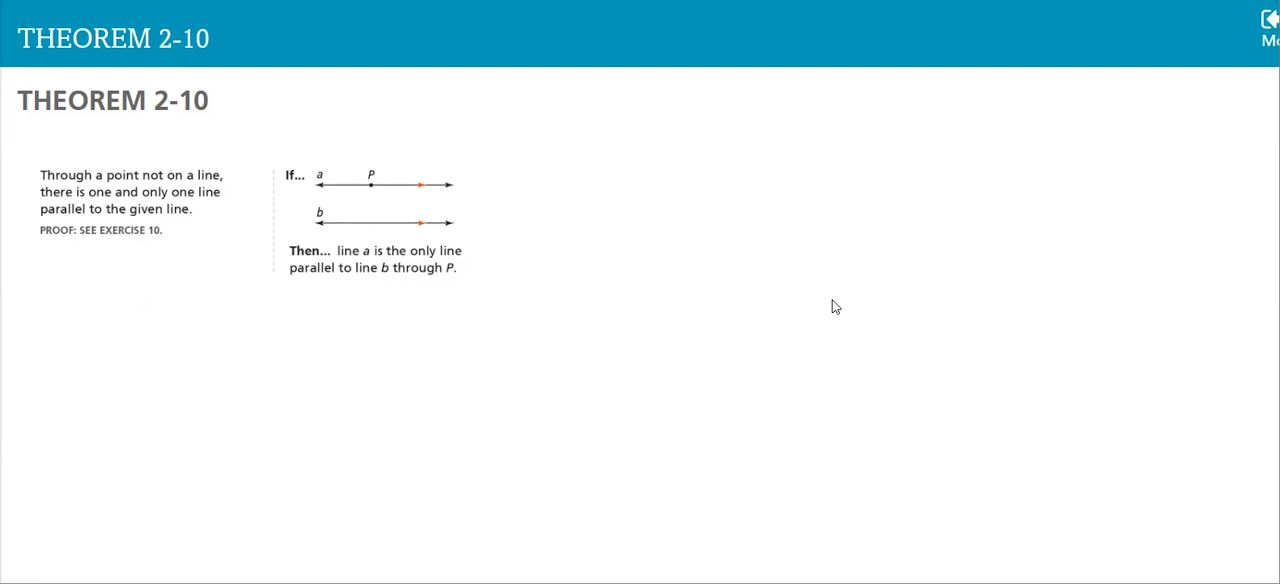 THEOREM 2-10
THEOREM 2-10
Through a point not on a line,
there is one and only one line
parallel to the given line.
PROOF: SEE EXERCISE 10.
If... a P
b
Then... line a is the only line
parallel to line b through P.